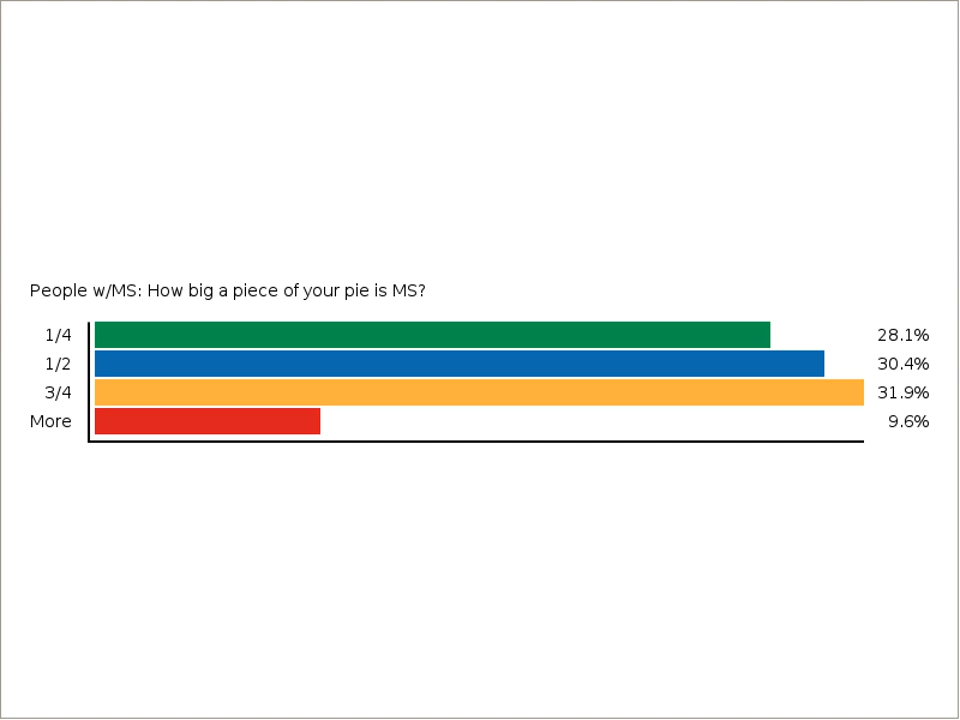 People w/MS: How big a piece of your pie is MS?
1/4 28.1%
1/2 30.4%
3/4 31.9%
More 9.6%